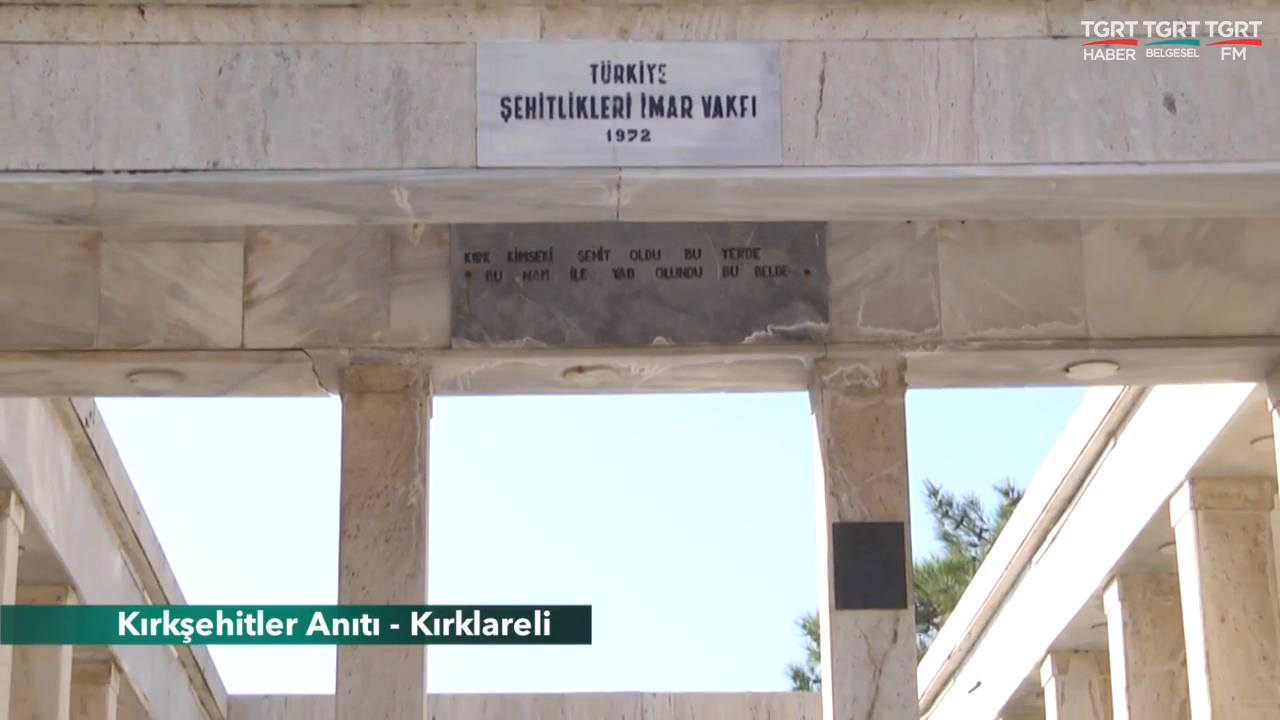 TGRT TGRT TGRT
HABER BELGESEL FM
TÜRKİYE
ŞEHİTLİKLERİ İMAR VAKFI
1972
KIRK KİMSEKİ ŞEHİT OLDU BU YERDE
BU NAM İLE YAD OLUNDU BU BELDE
Kırkşehitler Anıtı - Kırklareli